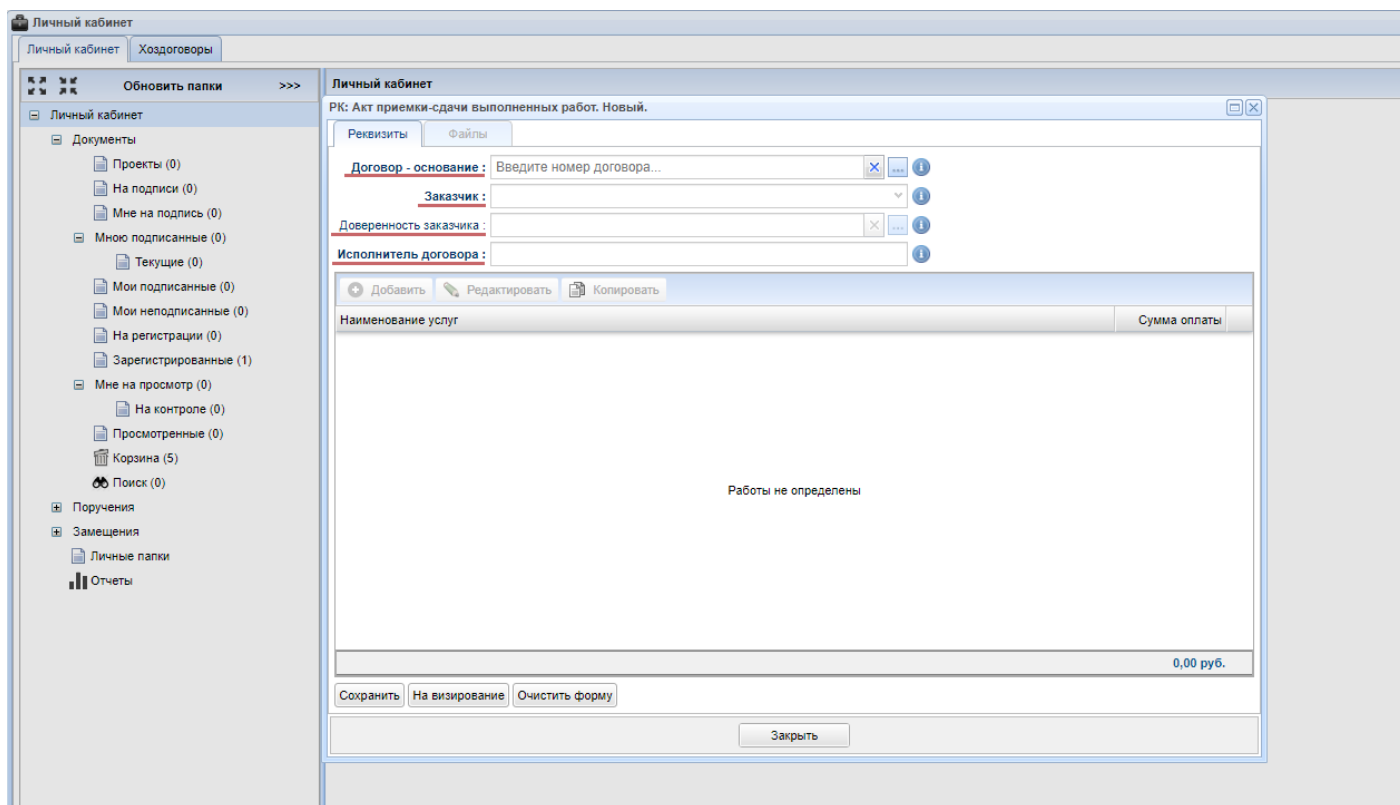 Личный кабинет
Личный кабинет Хоздоговоры
Обновить папки >>>
Личный кабинет
Документы
Проекты (0)
На подписи (0)
Мне на подпись (0)
Мною подписанные (0)
Текущие (0)
Мои подписанные (0)
Мои неподписанные (0)
На регистрации (0)
Зарегистрированные (1)
Мне на просмотр (0)
На контроле (0)
Просмотренные (0)
Корзина (5)
Поиск (0)
Поручения
Замещения
Личные папки
Отчеты
Личный кабинет
РК: Акт приемки-сдачи выполненных работ. Новый.
Реквизиты Файлы
Договор - основание : Введите номер договора...
Заказчик :
Доверенность заказчика :
Исполнитель договора :
Добавить Редактировать Копировать
Наименование услуг Сумма оплаты
Работы не определены
0,00 руб.
Сохранить На визирование Очистить форму
Закрыть